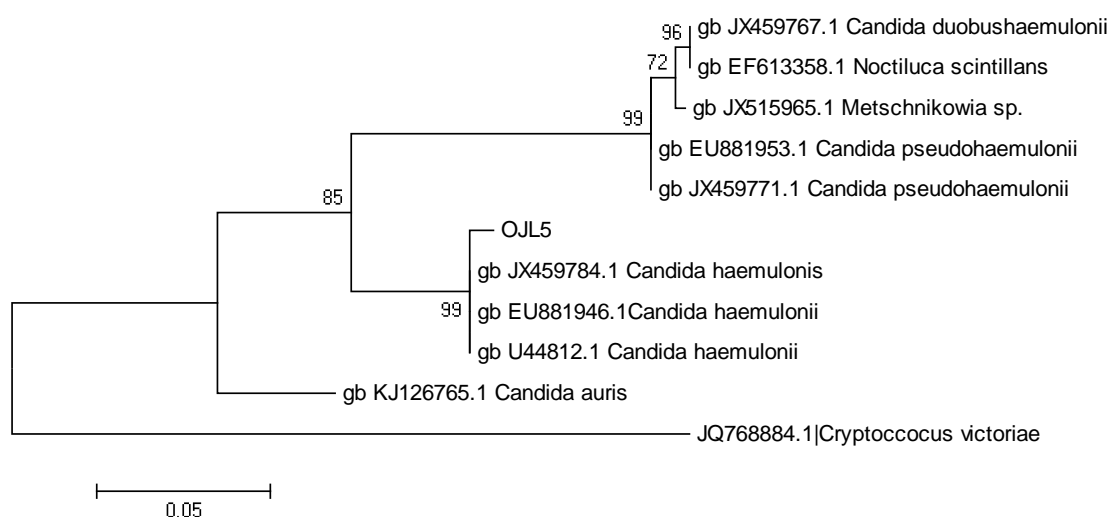 96
gb JX459767.1 Candida duobushaemulonii
72
gb EF613358.1 Noctiluca scintillans
gb JX515965.1 Metschnikowia sp.
99
gb EU881953.1 Candida pseudohaemulonii
gb JX459771.1 Candida pseudohaemulonii
85
OJL5
gb JX459784.1 Candida haemulonis
99
gb EU881946.1Candida haemulonii
gb U44812.1 Candida haemulonii
gb KJ126765.1 Candida auris
JQ768884.1|Cryptoccocus victoriae
0.05